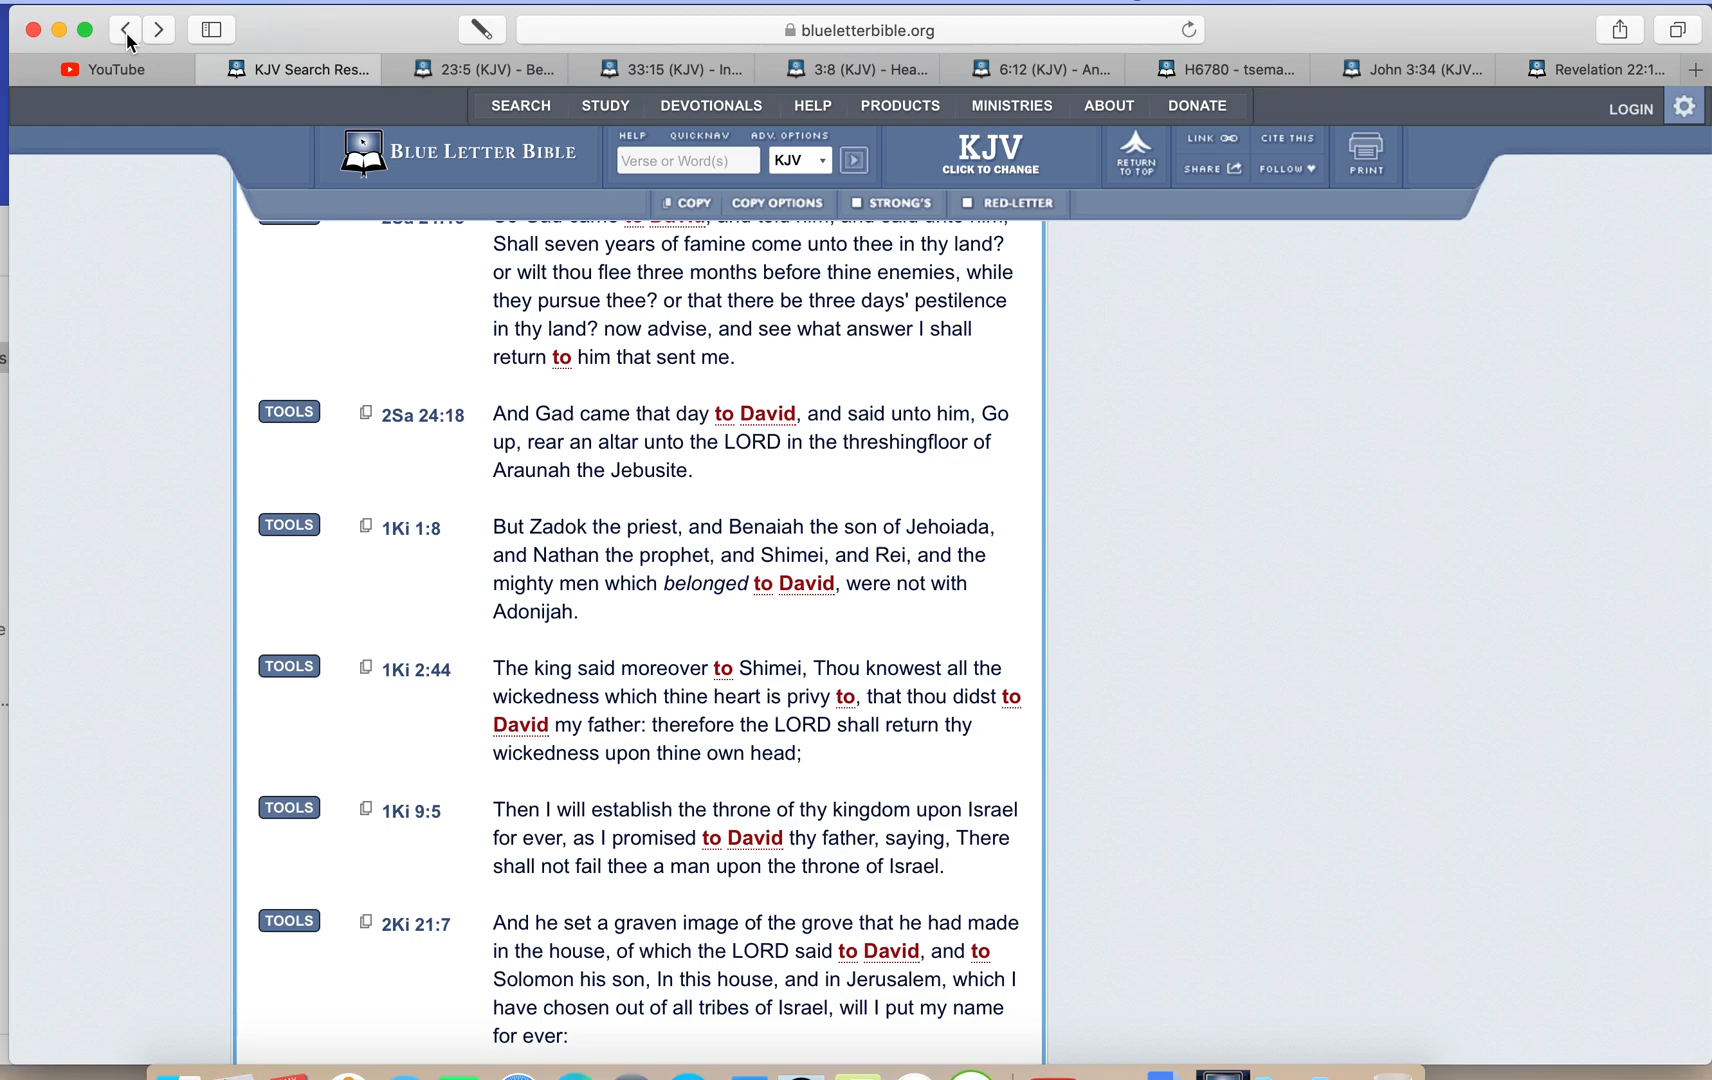 blueletterbible.org
YouTube
KJV Search Res...
23:5 (KJV) - Be...
33:15 (KJV) - In...
3:8 (KJV) - Hea...
6:12 (KJV) - An...
H6780 - tsema...
John 3:34 (KJV...
Revelation 22:1...
SEARCH STUDY DEVOTIONALS HELP PRODUCTS MINISTRIES ABOUT DONATE
LOGIN
BLUE LETTER BIBLE
HELP QUICKNAV ADV. OPTIONS
Verse or Word(s)
KJV
KJV
CLICK TO CHANGE
RETURN
TO TOP
LINK
CITE THIS
SHARE
FOLLOW
PRINT
COPY COPY OPTIONS STRONG'S RED-LETTER
Shall seven years of famine come unto thee in thy land?
or wilt thou flee three months before thine enemies, while
they pursue thee? or that there be three days' pestilence
in thy land? now advise, and see what answer I shall
return to him that sent me.
TOOLS 2Sa 24:18 And Gad came that day to David, and said unto him, Go
up, rear an altar unto the LORD in the threshingfloor of
Araunah the Jebusite.
TOOLS 1Ki 1:8 But Zadok the priest, and Benaiah the son of Jehoiada,
and Nathan the prophet, and Shimei, and Rei, and the
mighty men which belonged to David, were not with
Adonijah.
TOOLS 1Ki 2:44 The king said moreover to Shimei, Thou knowest all the
wickedness which thine heart is privy to, that thou didst to
David my father: therefore the LORD shall return thy
wickedness upon thine own head;
TOOLS 1Ki 9:5 Then I will establish the throne of thy kingdom upon Israel
for ever, as I promised to David thy father, saying, There
shall not fail thee a man upon the throne of Israel.
TOOLS 2Ki 21:7 And he set a graven image of the grove that he had made
in the house, of which the LORD said to David, and to
Solomon his son, In this house, and in Jerusalem, which I
have chosen out of all tribes of Israel, will I put my name
for ever: